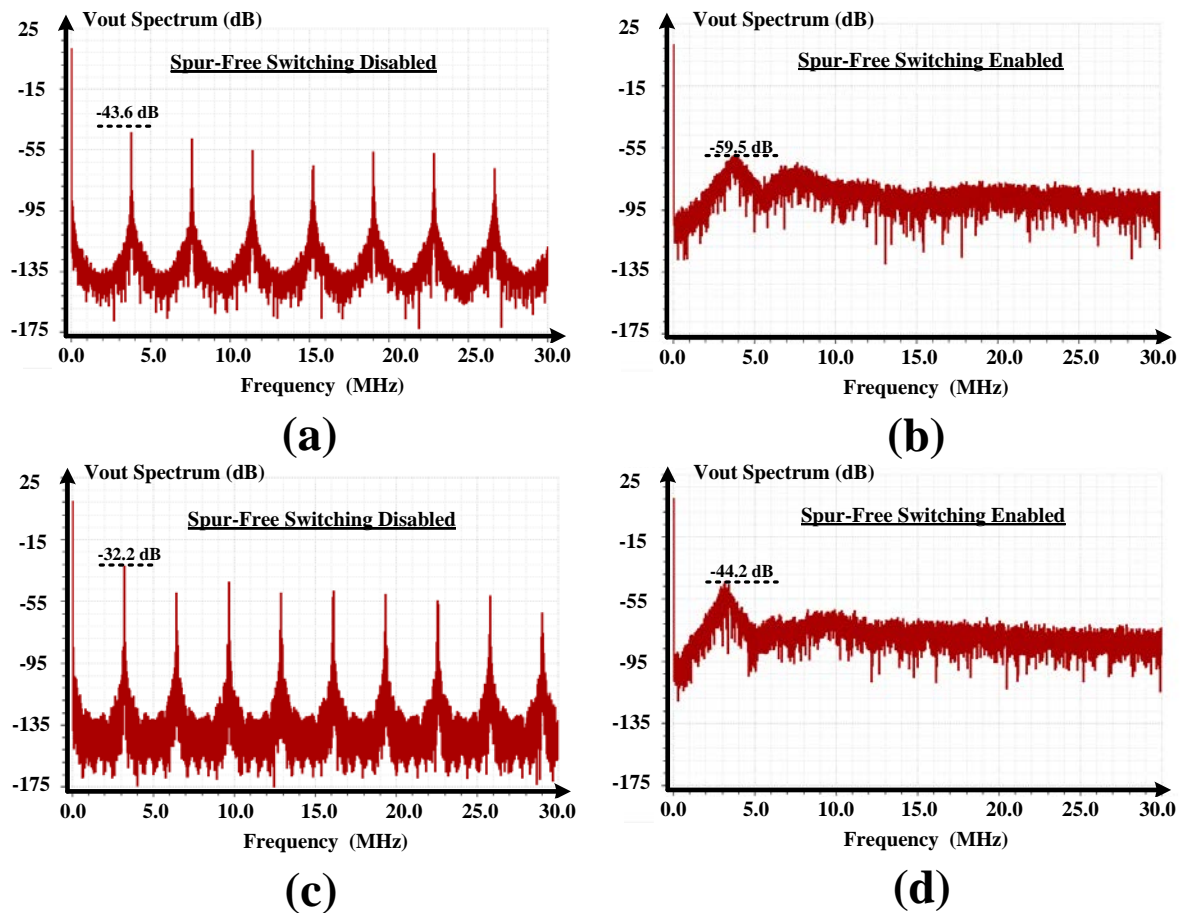 Vout Spectrum (dB)
Spur-Free Switching Disabled
-43.6 dB
25
-15
-55
-95
-135
-175
0.0 5.0 10.0 15.0 20.0 25.0 30.0
Frequency (MHz)
(a)
Vout Spectrum (dB)
Spur-Free Switching Enabled
-59.5 dB
25
-15
-55
-95
-135
-175
0.0 5.0 10.0 15.0 20.0 25.0 30.0
Frequency (MHz)
(b)
Vout Spectrum (dB)
Spur-Free Switching Disabled
-32.2 dB
25
-15
-55
-95
-135
-175
0.0 5.0 10.0 15.0 20.0 25.0 30.0
Frequency (MHz)
(c)
Vout Spectrum (dB)
Spur-Free Switching Enabled
-44.2 dB
25
-15
-55
-95
-135
-175
0.0 5.0 10.0 15.0 20.0 25.0 30.0
Frequency (MHz)
(d)